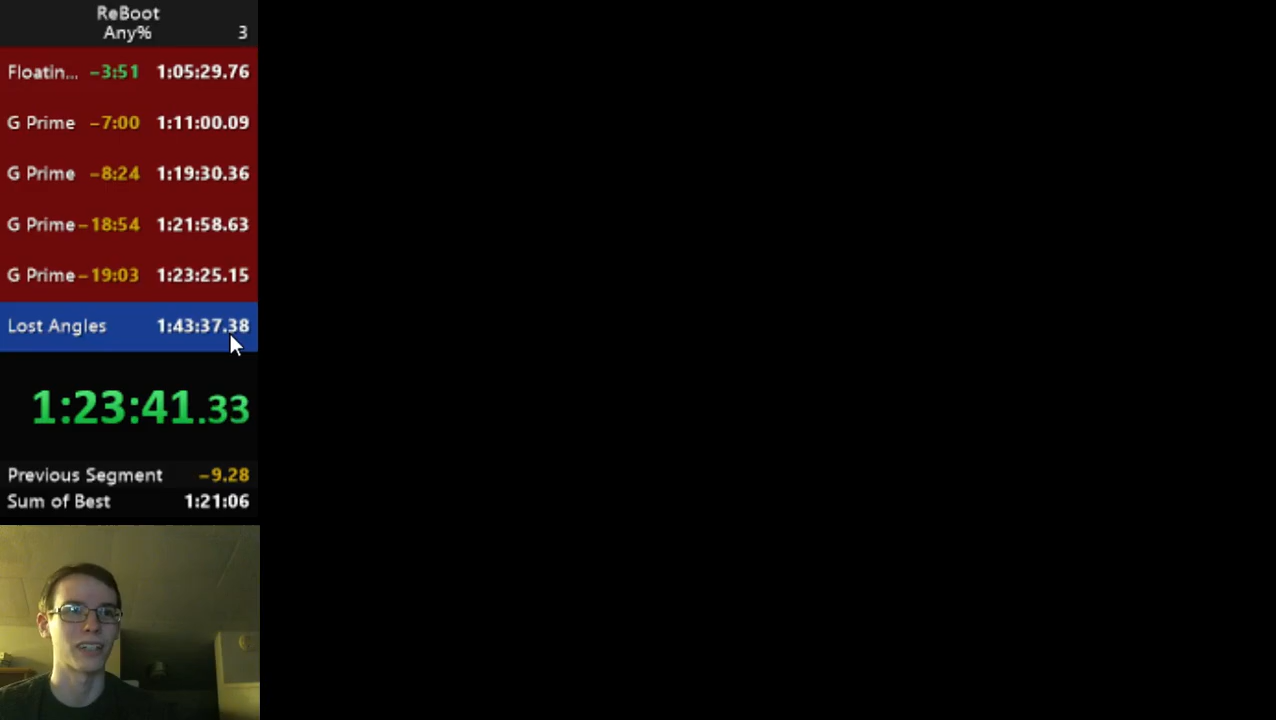 ReBoot
Any% 3
Floatin... −3:51 1:05:29.76
G Prime −7:00 1:11:00.09
G Prime −8:24 1:19:30.36
G Prime −18:54 1:21:58.63
G Prime −19:03 1:23:25.15
Lost Angles 1:43:37.38
1:23:41.33
Previous Segment −9.28
Sum of Best 1:21:06